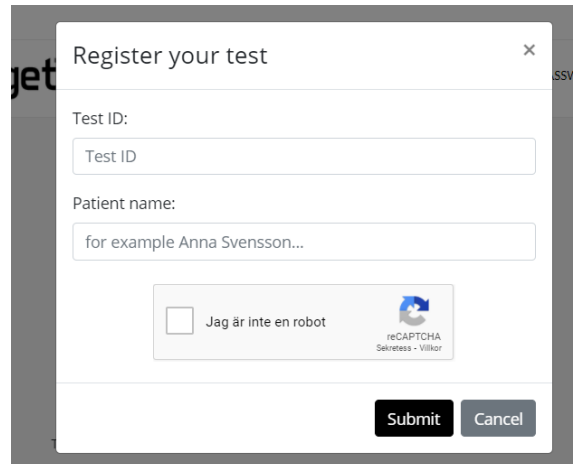 Register your test ×
Test ID:
Test ID
Patient name:
for example Anna Svensson...
Jag är inte en robot
reCAPTCHA
Sekretess - Villkor
Submit Cancel